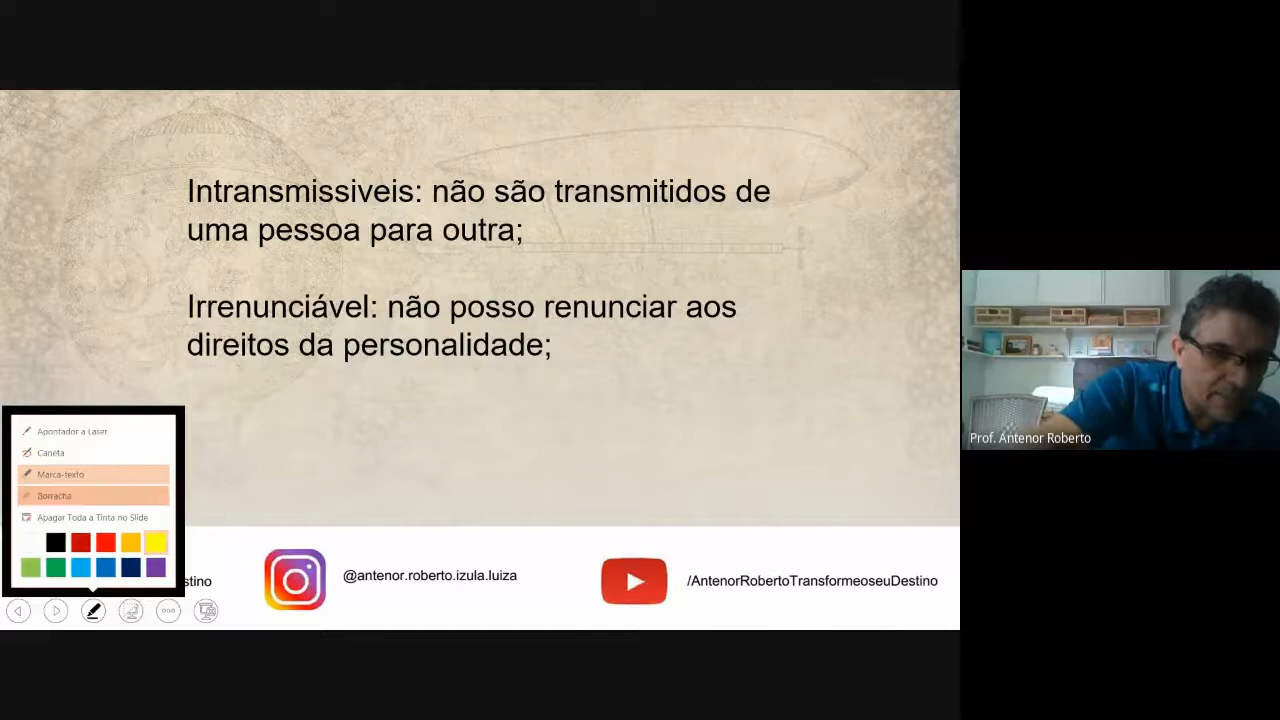 Intransmissiveis: não são transmitidos de
uma pessoa para outra;
Irrenunciável: não posso renunciar aos
direitos da personalidade;
Apontador a Laser
Caneta
Marca-texto
Borracha
Apagar Toda a Tinta no Slide
stino
@antenor.roberto.izula.luiza
/AntenorRobertoTransformeoseuDestino
Prof. Antenor Roberto